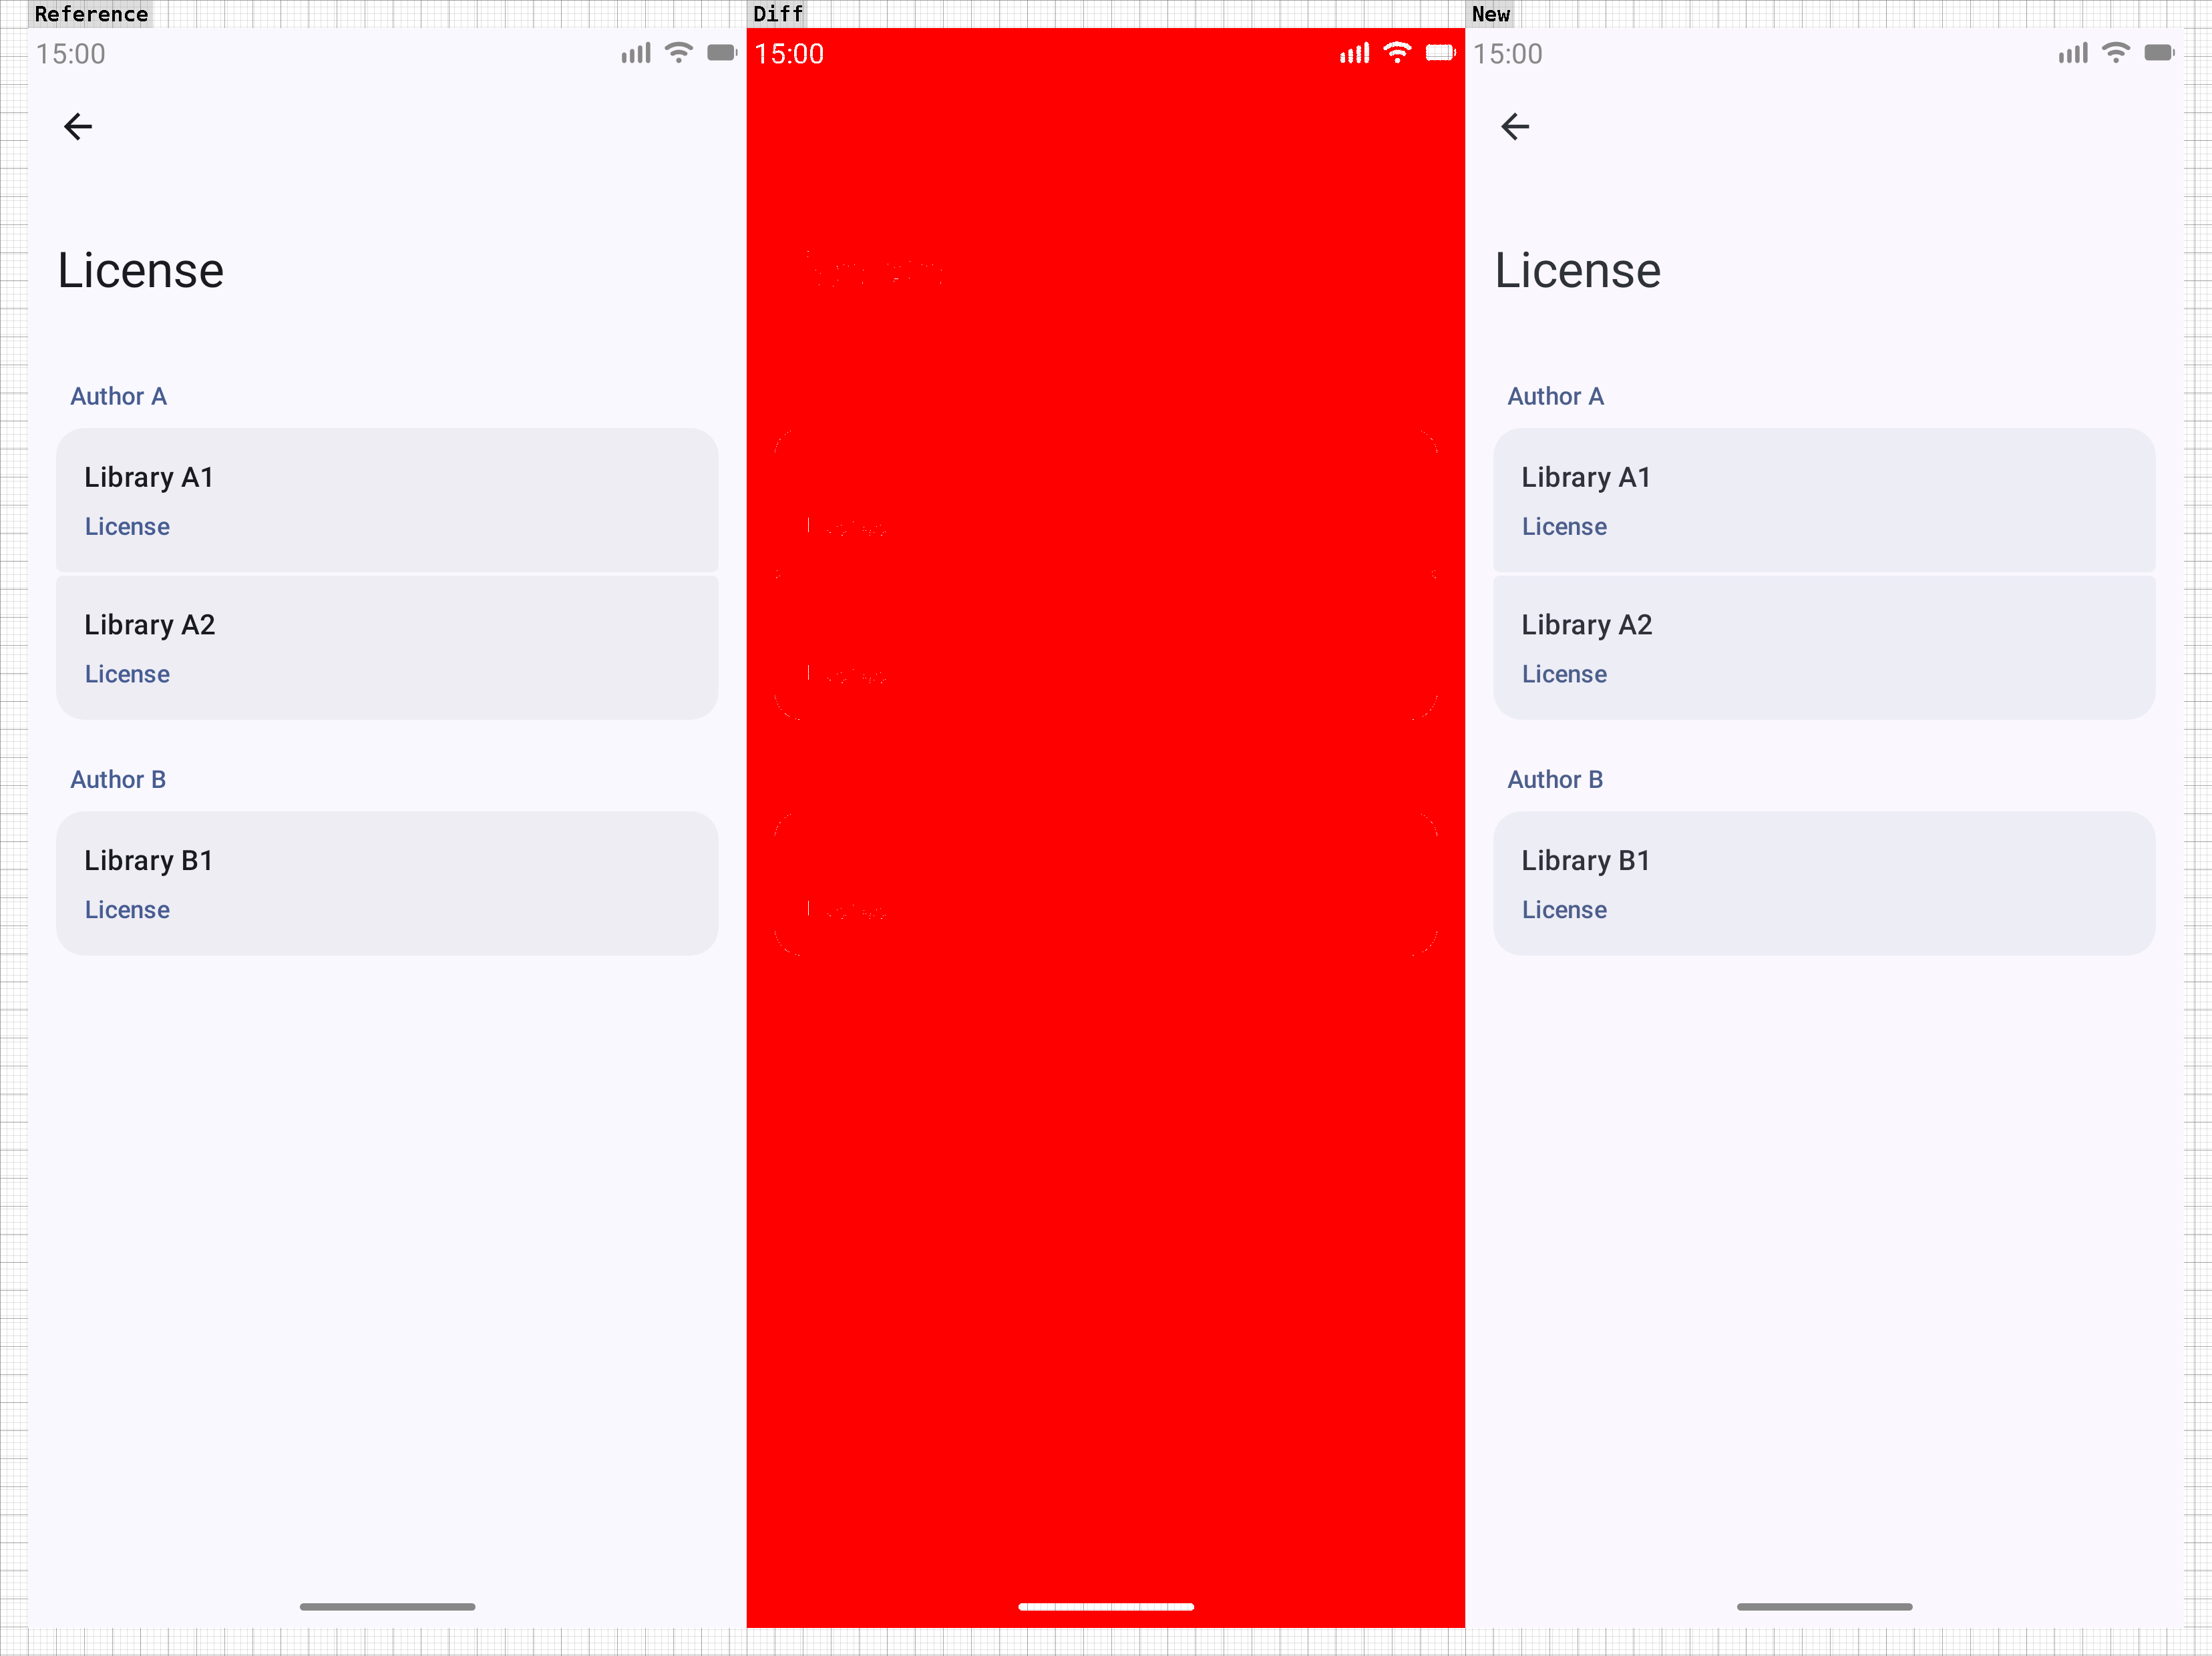 Reference
15:00
License
Author A
Library A1
License
Library A2
License
Author B
Library B1
License
Diff
15:00
New
15:00
License
Author A
Library A1
License
Library A2
License
Author B
Library B1
License